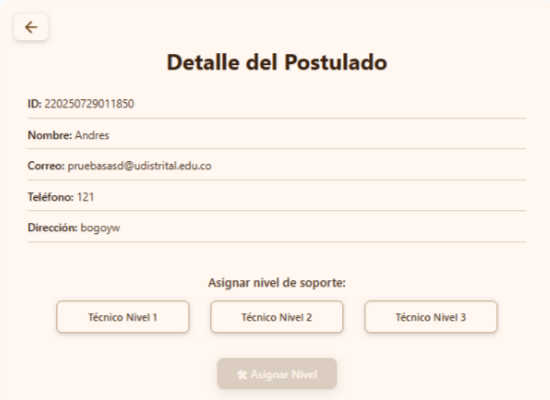 Detalle del Postulado
ID: 220250729011850
Nombre: Andres
Correo: pruebasasd@udistrital.edu.co
Teléfono: 121
Dirección: bogoyw
Asignar nivel de soporte:
Técnico Nivel 1 Técnico Nivel 2 Técnico Nivel 3
Asignar Nivel